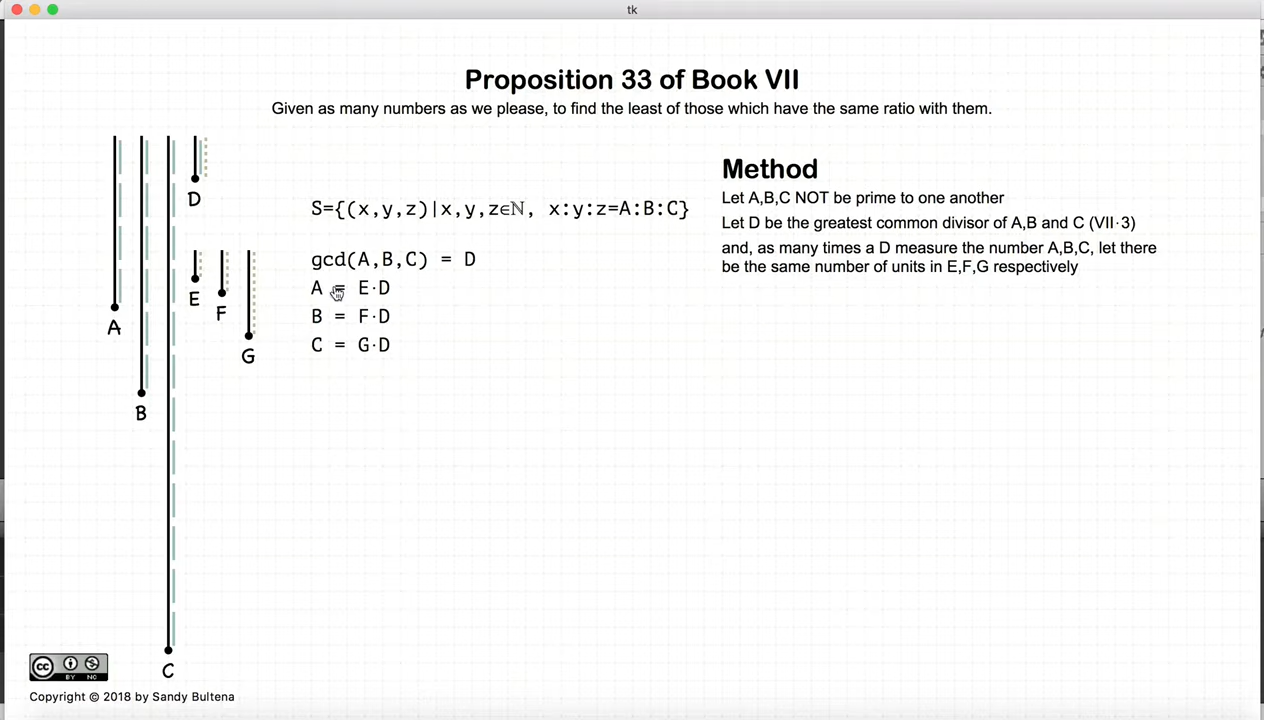 tk
Proposition 33 of Book VII
Given as many numbers as we please, to find the least of those which have the same ratio with them.
Method
Let A,B,C NOT be prime to one another
Let D be the greatest common divisor of A,B and C (VII·3)
and, as many times a D measure the number A,B,C, let there
be the same number of units in E,F,G respectively
S={(x,y,z)|x,y,z∈ℕ, x:y:z=A:B:C}
gcd(A,B,C) = D
A = E·D
B = F·D
C = G·D
D
E
F
G
A
B
C
cc
BY NC
Copyright © 2018 by Sandy Bultena